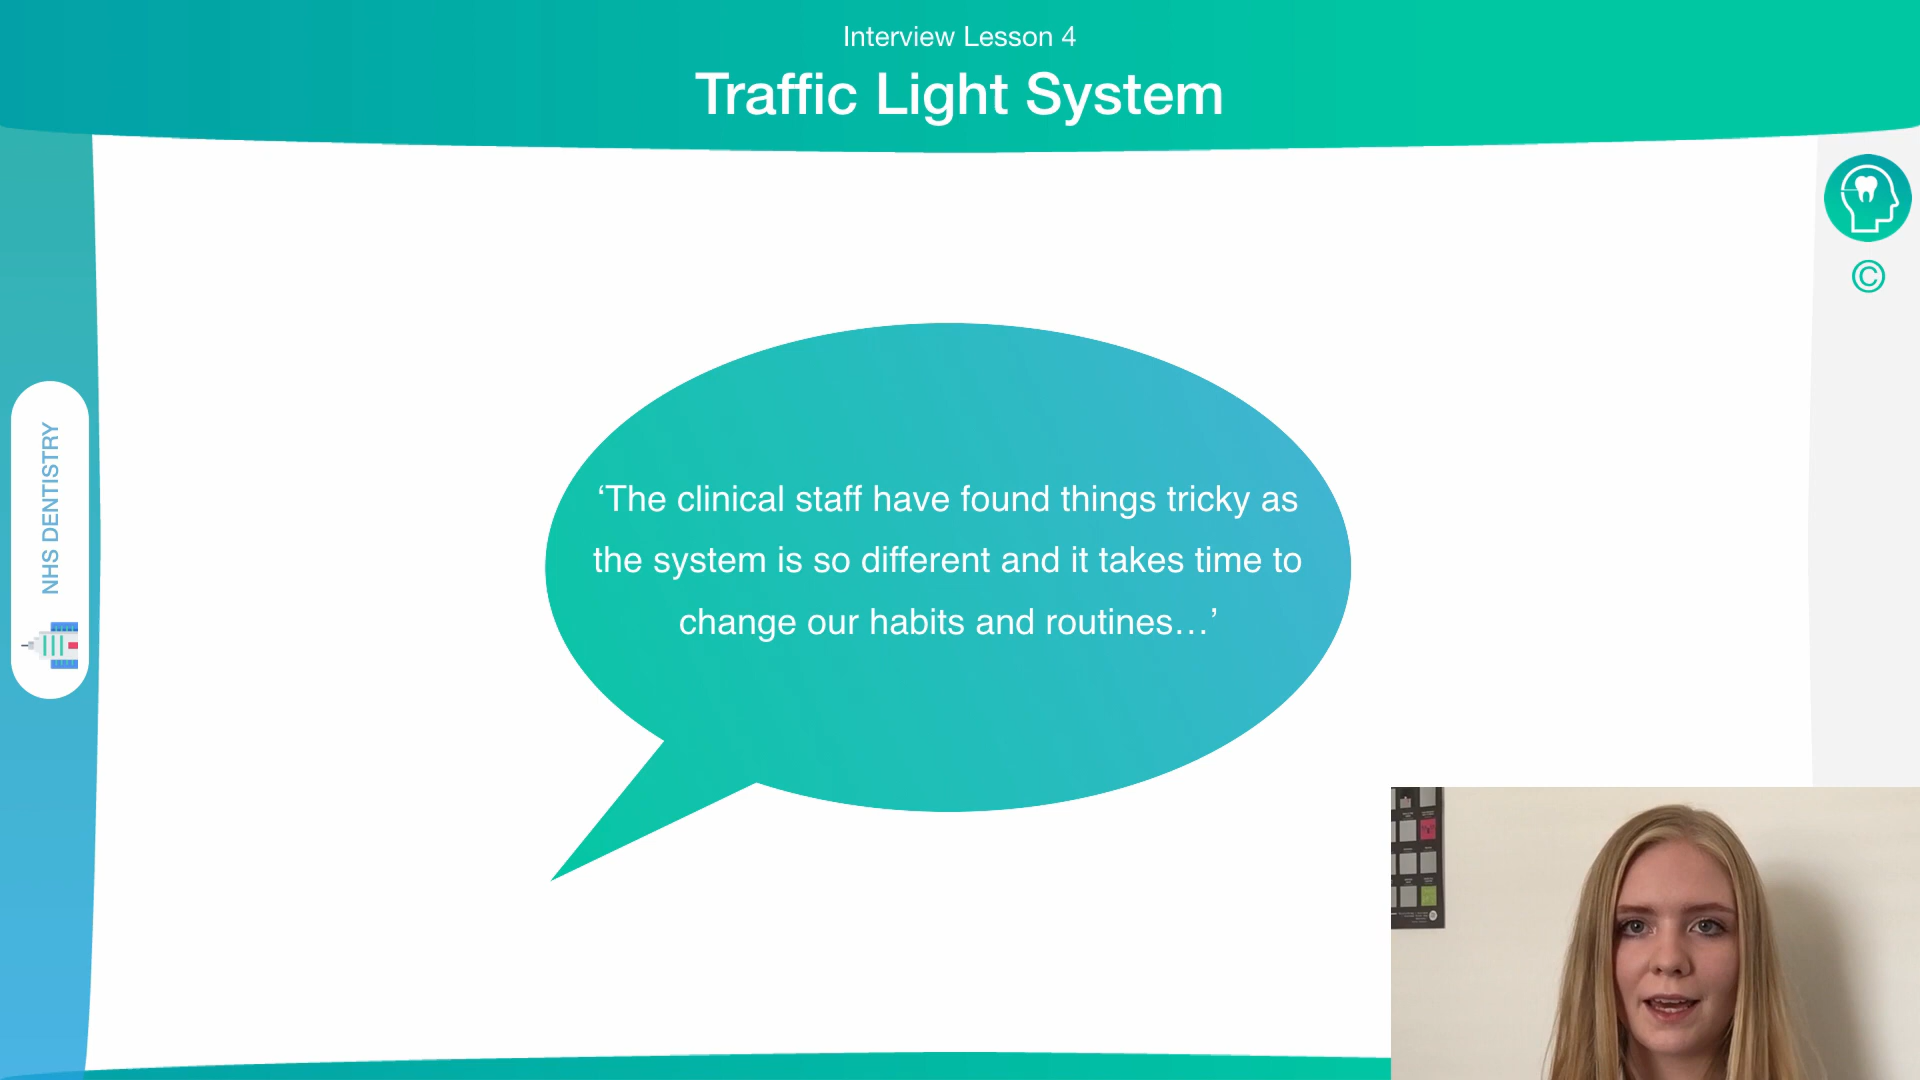 Interview Lesson 4
Traffic Light System
©
NHS DENTISTRY
‘The clinical staff have found things tricky as
the system is so different and it takes time to
change our habits and routines…’